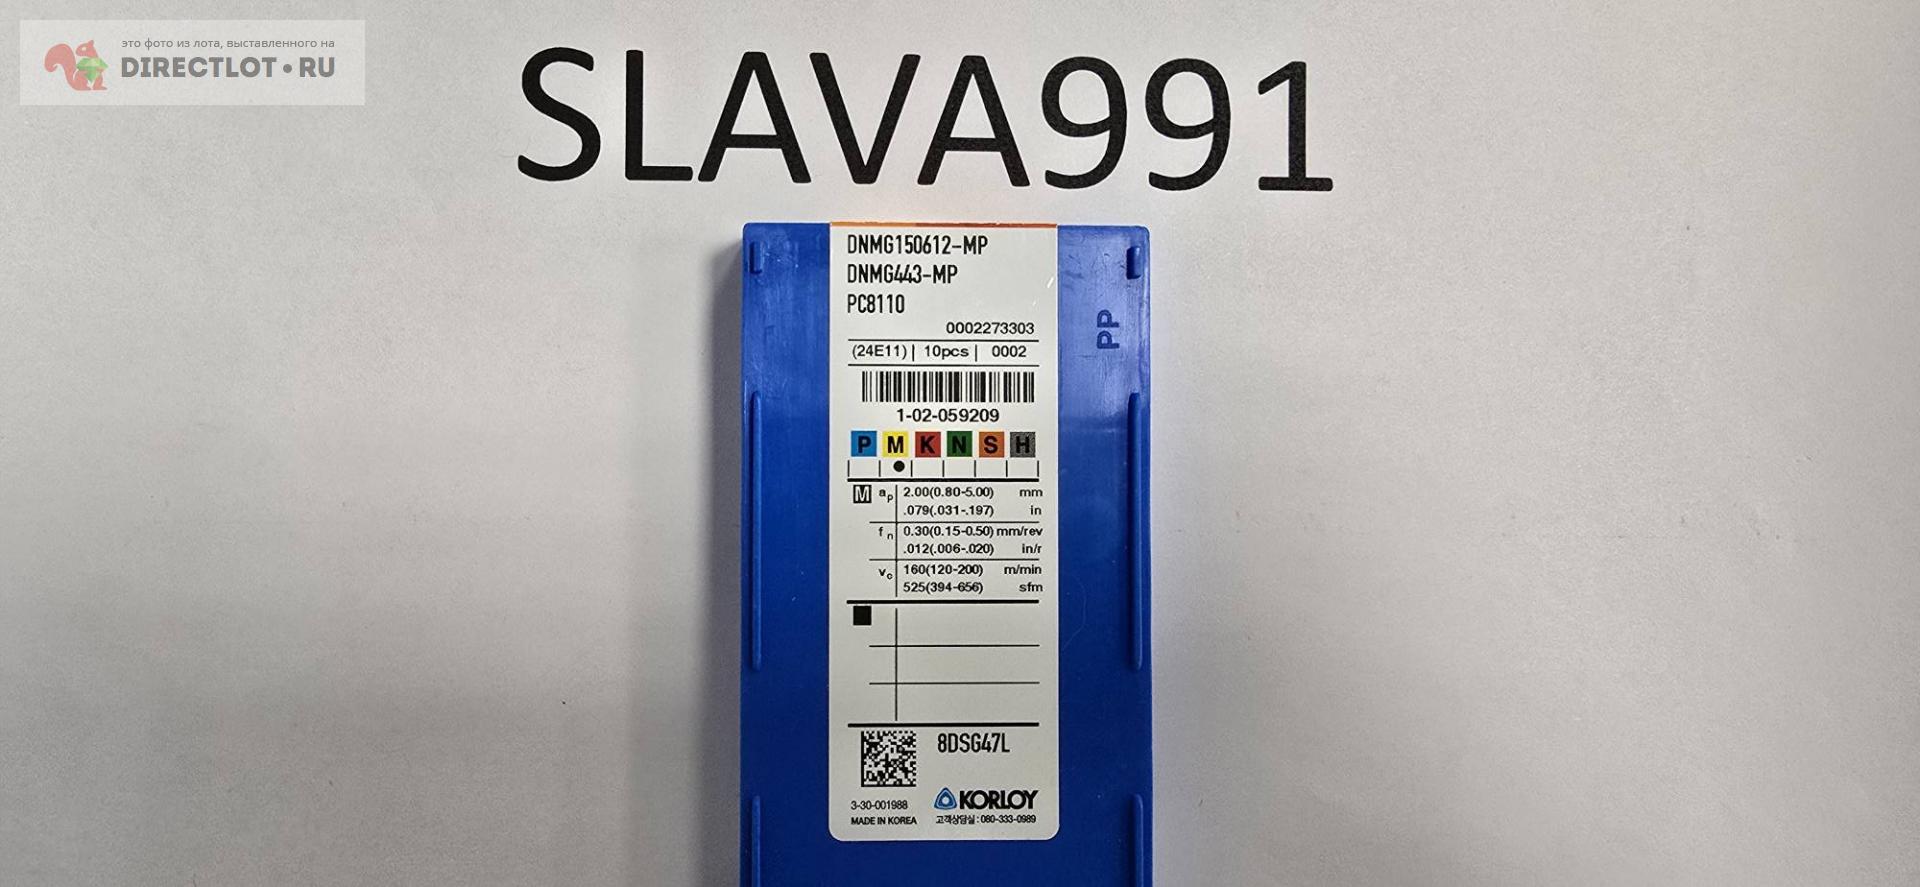 это фото из лота, выставленного на
DIRECTLOT•RU
SLAVA991
DNMG150612-MP
DNMG443-MP
PC8110
0002273303
(24E11) | 10pcs | 0002
1-02-059209
P M K N S H
M ap 2.00(0.80-5.00) mm
.079(.031-.197) in
fn 0.30(0.15-0.50) mm/rev
.012(.006-.020) in/r
vc 160(120-200) m/min
525(394-656) sfm
8DSG47L
3-30-001988
KORLOY
MADE IN KOREA
고객상담실 : 080-333-0989
PP